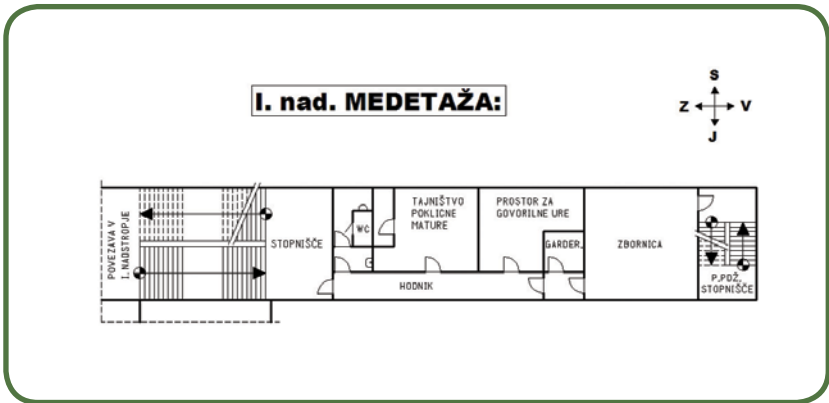 I. nad. MEDETAŽA:
S
Z V
J
POVEZAVA V
I. NADSTROPJE
STOPNIŠČE
WC
TAJNIŠTVO
POKLICNE
MATURE
PROSTOR ZA
GOVORILNE URE
GARDER.
ZBORNICA
HODNIK
P.PDŽ.
STOPNIŠČE